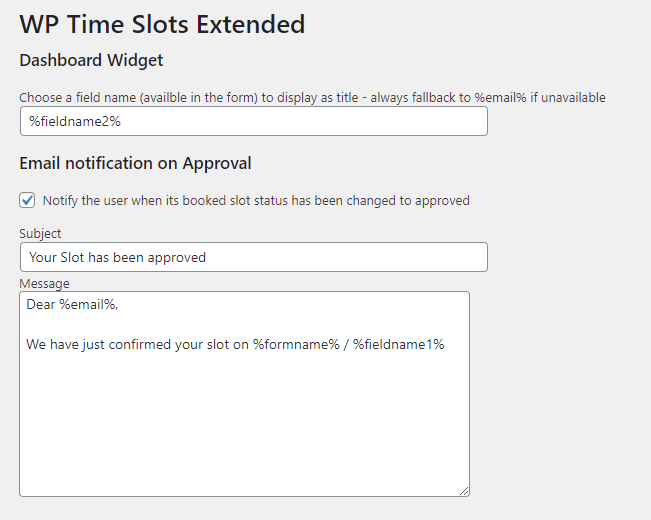 WP Time Slots Extended
Dashboard Widget
Choose a field name (availble in the form) to display as title - always fallback to %email% if unavailable
%fieldname2%
Email notification on Approval
Notify the user when its booked slot status has been changed to approved
Subject
Your Slot has been approved
Message
Dear %email%,
We have just confirmed your slot on %formname% / %fieldname1%